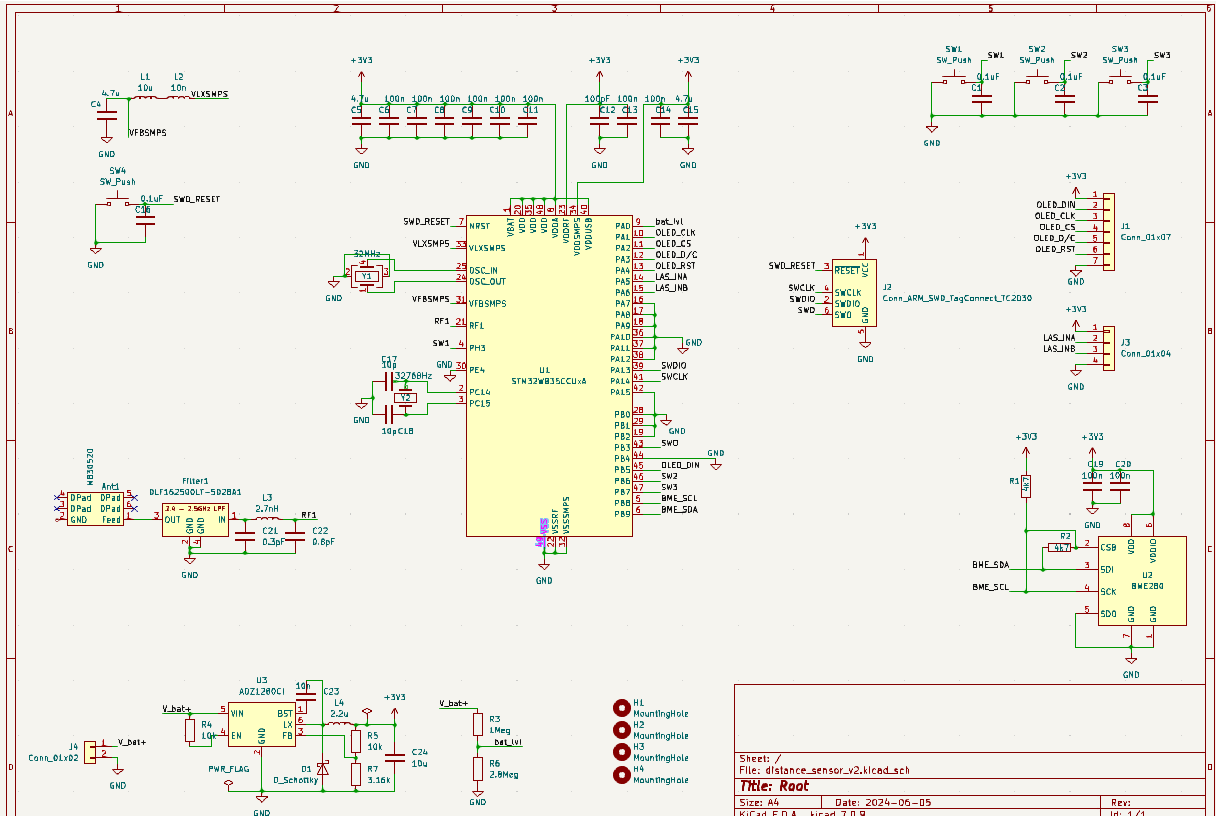 1 2 3 4 5 6
A
B
C
D
L1
10u
L2
10n
4.7u
C4
VLXSMPS
VFBSMPS
GND
SW4
SW_Push
0.1uF
C16
SWD_RESET
GND
+3V3
4.7u 100n 100n 100n 100n 100n 100n
C5 C6 C7 C8 C9 C10 C11
GND
+3V3
100pF 100n
C12 C13
GND
+3V3
100n 4.7u
C14 C15
GND
SW1
SW_Push
SW1
0.1uF
C1
SW2
SW_Push
SW2
0.1uF
C2
SW3
SW_Push
SW3
0.1uF
C3
GND
U1
STM32WB35CCUxA
1 VBAT
20 VDD
35 VDD
48 VDD
8 VDDA
23 VDDRF
34 VDDSMPS
40 VDDUSB
SWD_RESET 7 NRST
VLXSMPS 33 VLXSMPS
25 OSC_IN
24 OSC_OUT
VFBSMPS 31 VFBSMPS
RF1 21 RF1
SW1 4 PH3
GND 30 PE4
2 PC14
3 PC15
PA0 9 bat_lvl
PA1 10 OLED_CLK
PA2 11 OLED_CS
PA3 12 OLED_D/C
PA4 13 OLED_RST
PA5 14 LAS_INA
PA6 15 LAS_INB
PA7 16
PA8 17
PA9 18
PA10 36
PA11 37
PA12 38
PA13 39 SWDIO
PA14 41 SWCLK
PA15 42
PB0 28
PB1 29
PB2 19
PB3 43 SWO
PB4 44
PB5 45 OLED_DIN
PB6 46 SW2
PB7 47 SW3
PB8 5 BME_SCL
PB9 6 BME_SDA
GND
GND
GND
49 VSS
22 VSSRF
32 VSSSMPS
GND
32MHz
Y1
2 3
GND
C17
10p
32768Hz
Y2
10p C18
GND
+3V3
SWD_RESET 3 RESET
SWCLK 4 SWCLK
SWDIO 2 SWDIO
SWO 6 SWO
1 VCC
5 GND
J2
Conn_ARM_SWD_TagConnect_TC2030
GND
+3V3
1
OLED_DIN 2
OLED_CLK 3
OLED_CS 4
OLED_D/C 5
OLED_RST 6
7
GND
J1
Conn_01x07
+3V3
1
LAS_INA 2
LAS_INB 3
4
GND
J3
Conn_01x04
Ant1
4 DPad DPad 5
3 DPad DPad 6
2 GND Feed 1
Filter1
DLF162500LT-5028A1
2.4 - 2.5GHz LPF
3 OUT IN 1
GND GND
2 4
GND
L3
2.7nH
RF1
C21
0.3pF
C22
0.8pF
+3V3
R1
4k7
+3V3
C19 C20
100n 100n
GND
R2
4k7
BME_SDA
BME_SCL
2 CSB
3 SDI
4 SCK
5 SDO
8 VDD
6 VDDIO
U2
BME280
GND GND
7 1
GND
U3
ADZ1280CI
V_bat+
R4
10k
5 VIN
4 EN
BST 1
LX 6
FB 3
GND
2
10n
C23
L4
2.2u
+3V3
R5
10k
R7
3.16k
D1
D_Schottky
C24
10u
PWR_FLAG
GND
J4
Conn_01x02
1 V_bat+
2
GND
V_bat+
R3
1Meg
bat_lvl
R6
2.8Meg
GND
H1
MountingHole
H2
MountingHole
H3
MountingHole
H4
MountingHole
Sheet: /
File: distance_sensor_v2.kicad_sch
Title: Root
Size: A4 Date: 2024-06-05 Rev:
KiCad E.D.A. kicad 7.0.9 Id: 1/1